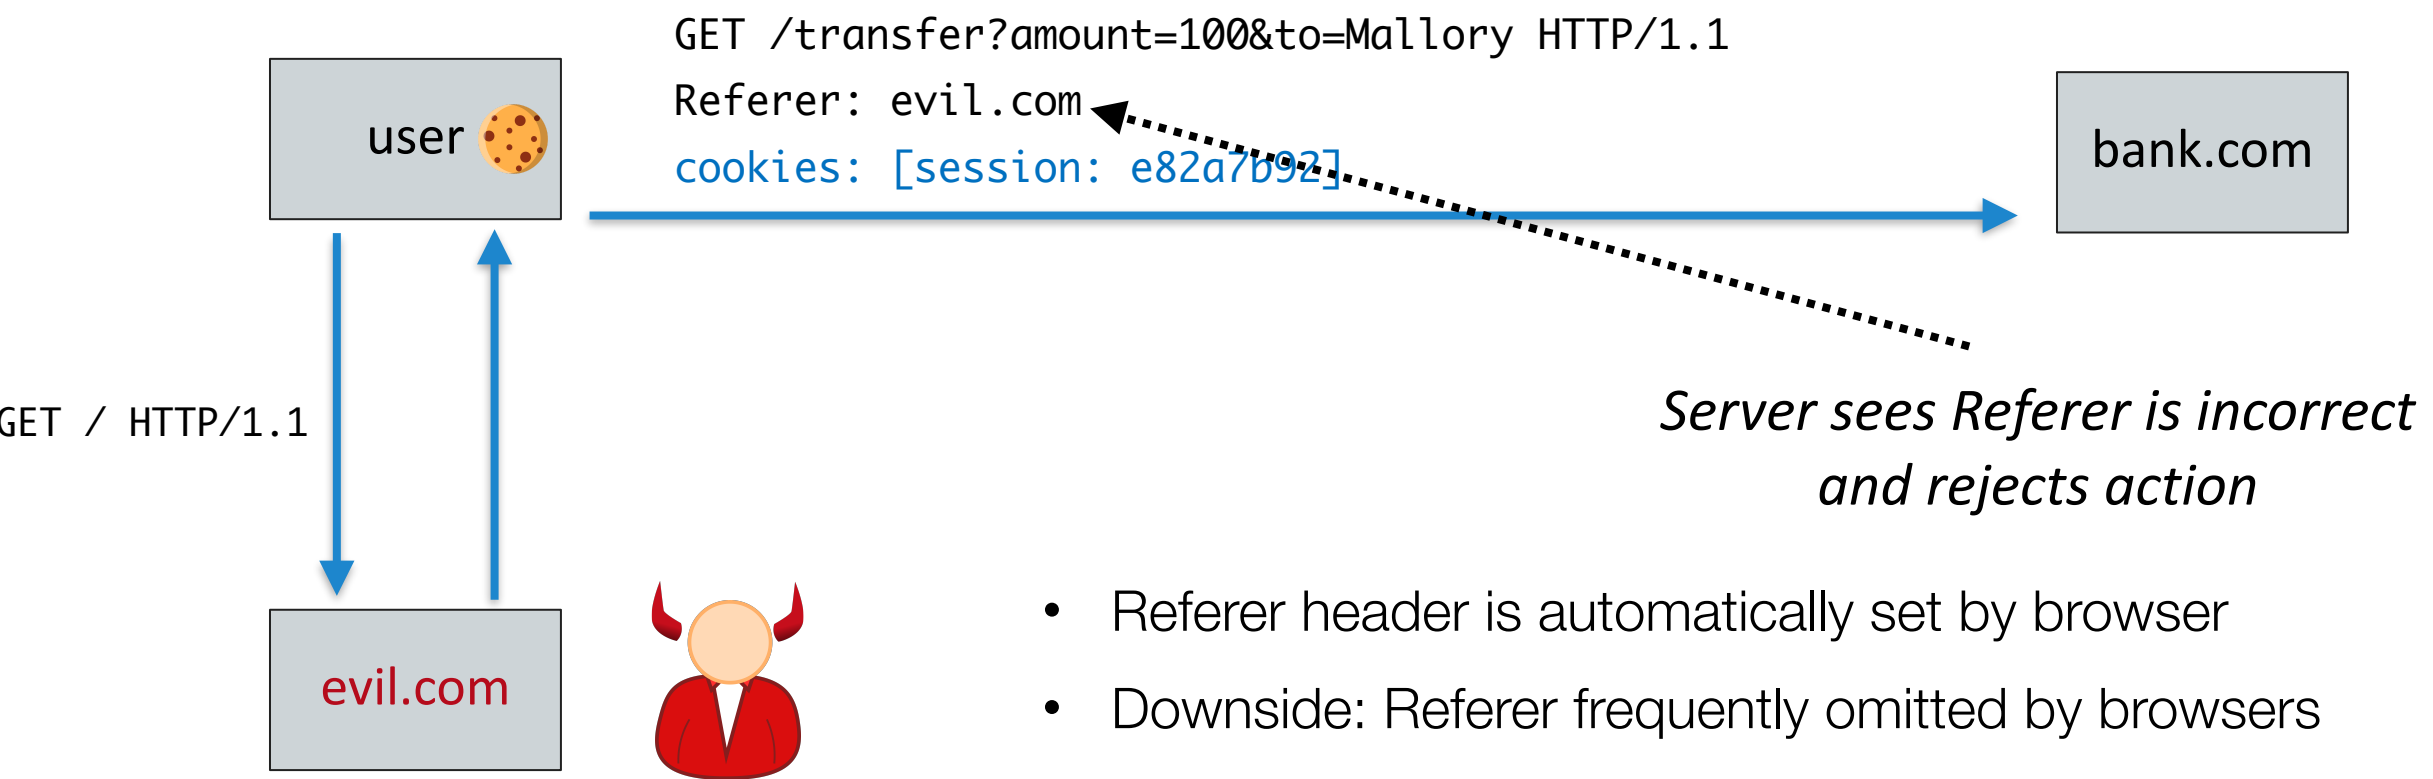 GET /transfer?amount=100&to=Mallory HTTP/1.1
Referer: evil.com
cookies: [session: e82a7b92]
user
bank.com
GET / HTTP/1.1
Server sees Referer is incorrect
and rejects action
evil.com
• Referer header is automatically set by browser
• Downside: Referer frequently omitted by browsers